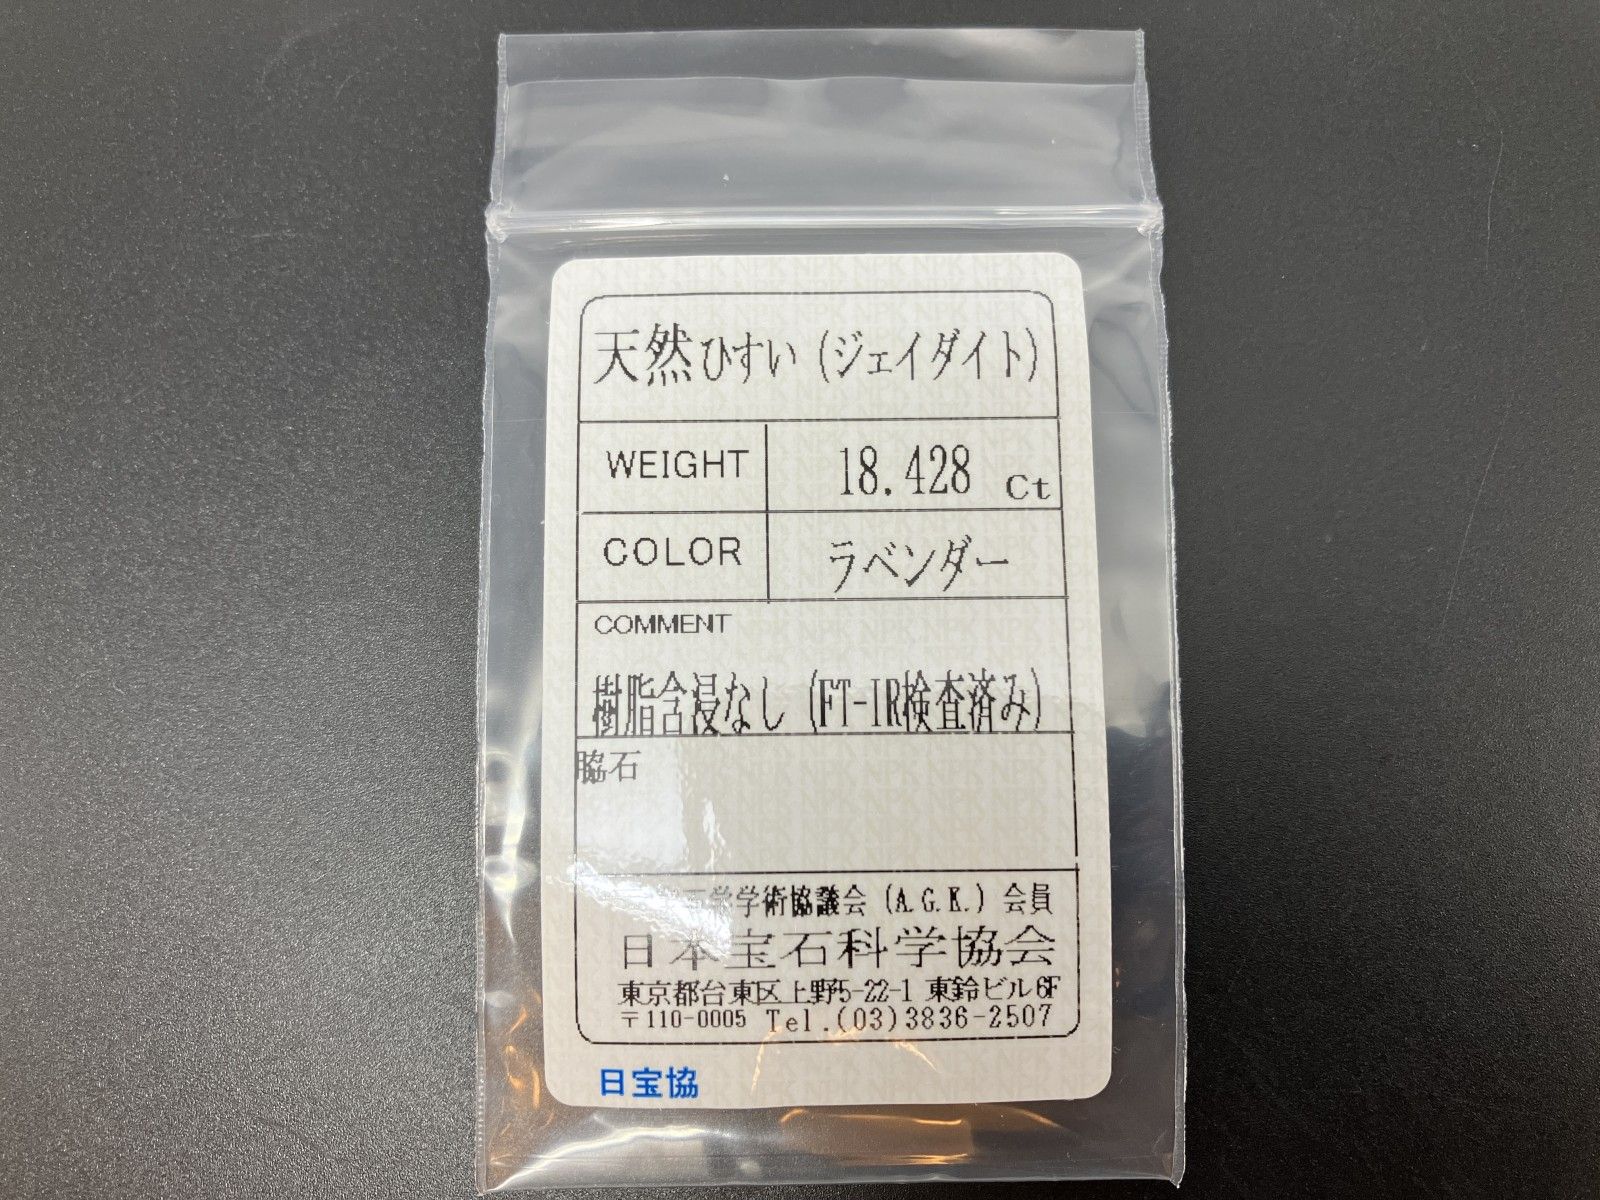 天然ひすい (ジェイダイト)
WEIGHT 18.428 Ct
COLOR ラベンダー
COMMENT
樹脂含浸なし (FT-IR検査済み)
脇石
学術協議会 (A.G.K.) 会員
日本宝石科学協会
東京都台東区上野5-22-1 東鈴ビル6F
〒110-0005 Tel.(03)3836-2507
日宝協